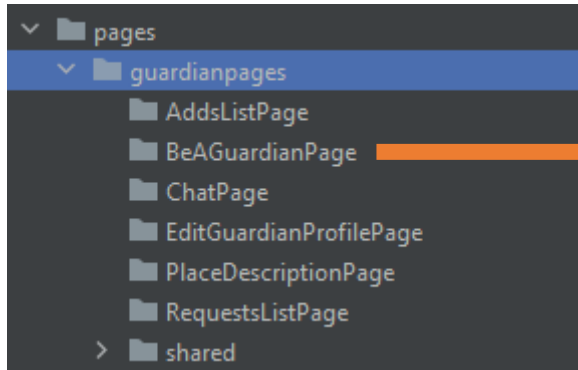 pages
guardianpages
AddsListPage
BeAGuardianPage
ChatPage
EditGuardianProfilePage
PlaceDescriptionPage
RequestsListPage
shared